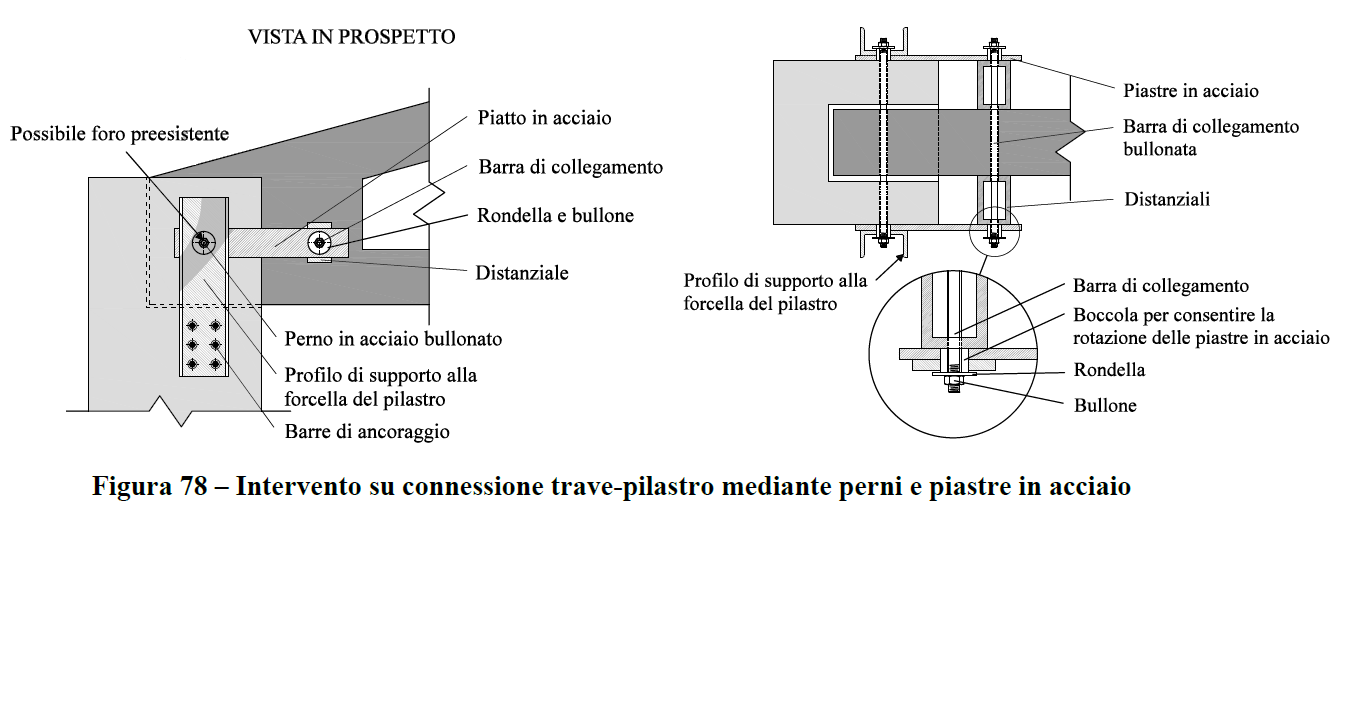 VISTA IN PROSPETTO
Possibile foro preesistente
Piatto in acciaio
Barra di collegamento
Rondella e bullone
Distanziale
Perno in acciaio bullonato
Profilo di supporto alla
forcella del pilastro
Barre di ancoraggio
Piastre in acciaio
Barra di collegamento
bullonata
Distanziali
Profilo di supporto alla
forcella del pilastro
Barra di collegamento
Boccola per consentire la
rotazione delle piastre in acciaio
Rondella
Bullone
Figura 78 – Intervento su connessione trave-pilastro mediante perni e piastre in acciaio